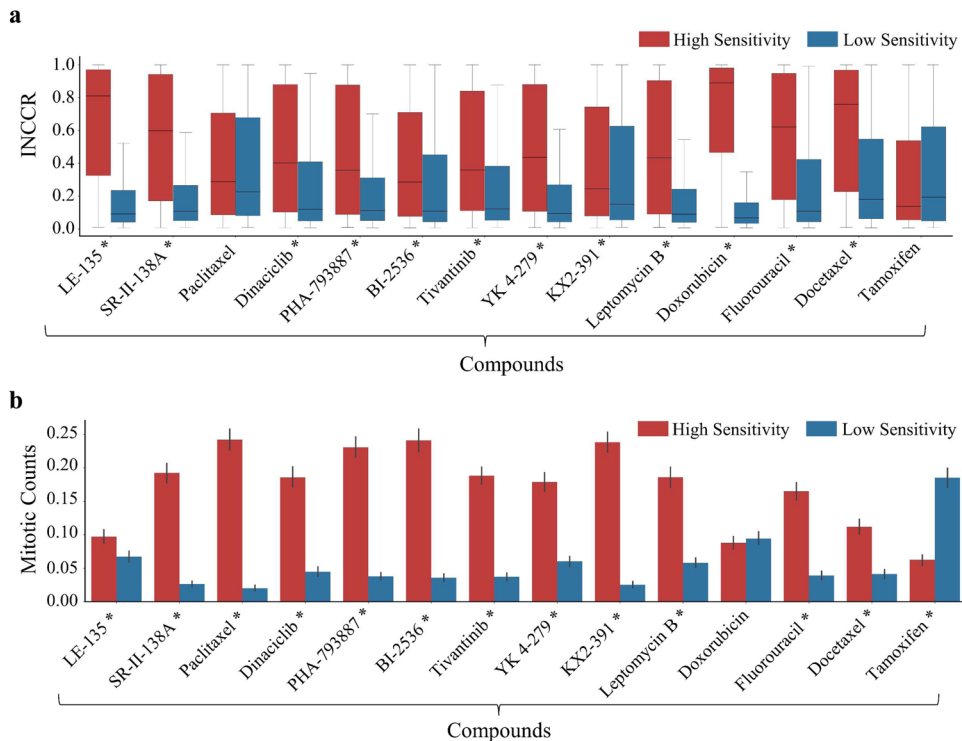 a
High Sensitivity Low Sensitivity
1.0
0.8
0.6
0.4
0.2
0.0
INCCR
LE-135 *
SR-II-138A *
Paclitaxel
Dinaciclib *
PHA-793887 *
BI-2536 *
Tivantinib *
YK 4-279 *
KX2-391 *
Leptomycin B *
Doxorubicin *
Fluorouracil *
Docetaxel *
Tamoxifen
Compounds
b
High Sensitivity Low Sensitivity
0.25
0.20
0.15
0.10
0.05
0.00
Mitotic Counts
LE-135 *
SR-II-138A *
Paclitaxel *
Dinaciclib *
PHA-793887 *
BI-2536 *
Tivantinib *
YK 4-279 *
KX2-391 *
Leptomycin B *
Doxorubicin
Fluorouracil *
Docetaxel *
Tamoxifen *
Compounds